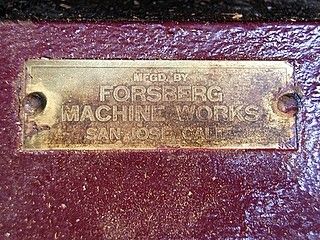 MFGD. BY
FORSBERG
MACHINE WORKS
SAN JOSE CALIF.